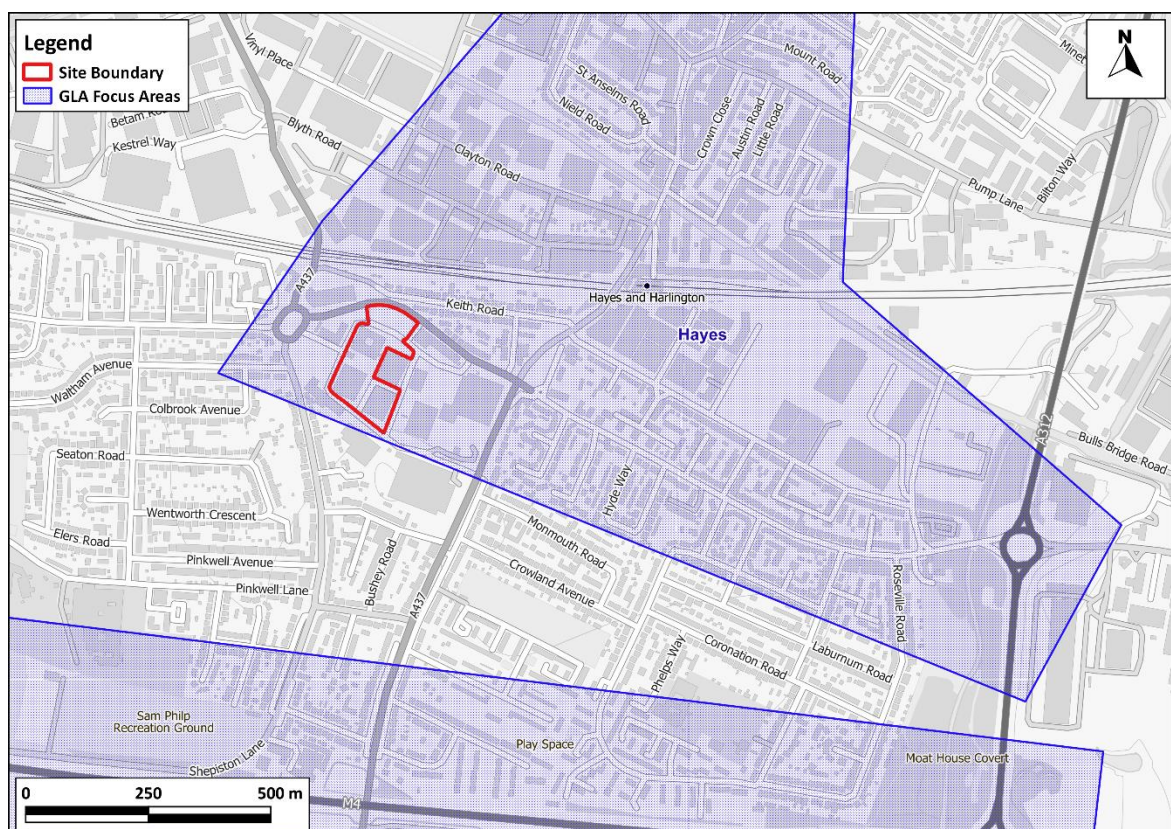 Legend
Site Boundary
GLA Focus Areas
N
Vinyl Place
Betam Ro
Kestrel Way
Blyth Road
Clayton Road
Nield Road
St Anselms Road
Crown Close
Austin Road
Little Road
Mount Road
Minet
Pump Lane
Bilton Way
A437
Keith Road
Hayes and Harlington
Hayes
Waltham Avenue
Colbrook Avenue
Seaton Road
Wentworth Crescent
Elers Road
Pinkwell Avenue
Pinkwell Lane
Bushey Road
A437
Monmouth Road
Crowland Avenue
Hyde Way
A312
Bulls Bridge Road
Roseville Road
Laburnum Road
Coronation Road
Phelps Way
Sam Philp
Recreation Ground
Shepiston Lane
Play Space
Moat House Covert
M4
0 250 500 m